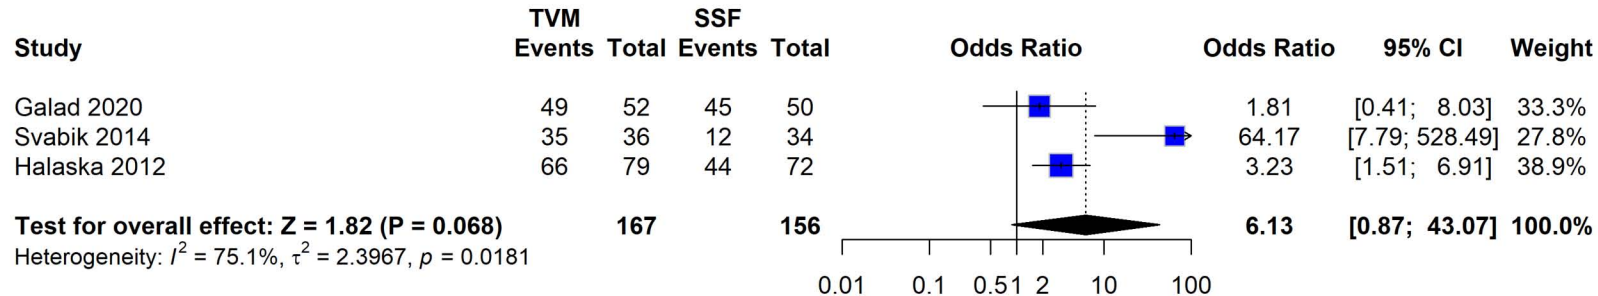 TVM SSF
Study Events Total Events Total Odds Ratio Odds Ratio 95% CI Weight
Galad 2020 49 52 45 50 1.81 [0.41; 8.03] 33.3%
Svabik 2014 35 36 12 34 64.17 [7.79; 528.49] 27.8%
Halaska 2012 66 79 44 72 3.23 [1.51; 6.91] 38.9%
Test for overall effect: Z = 1.82 (P = 0.068) 167 156 6.13 [0.87; 43.07] 100.0%
Heterogeneity: I² = 75.1%, τ² = 2.3967, p = 0.0181
0.01 0.1 0.51 2 10 100